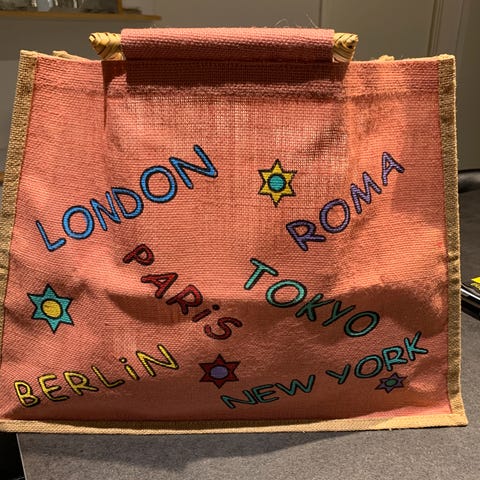 LONDON
ROMA
PARiS
TOKYO
BERLiN
NEW YORK